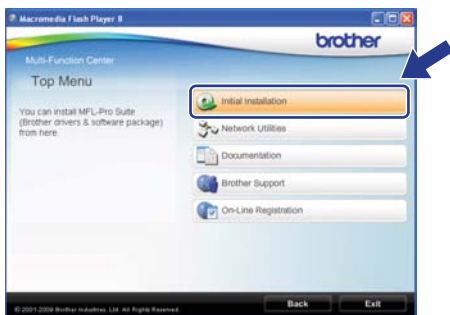 Macromedia Flash Player 8
brother
Multi-Function Center
Top Menu
You can install MFL-Pro Suite
(Brother drivers & software package)
from here.
Initial Installation
Network Utilities
Documentation
Brother Support
On-Line Registration
© 2001-2009 Brother Industries, Ltd. All Rights Reserved.
Back
Exit